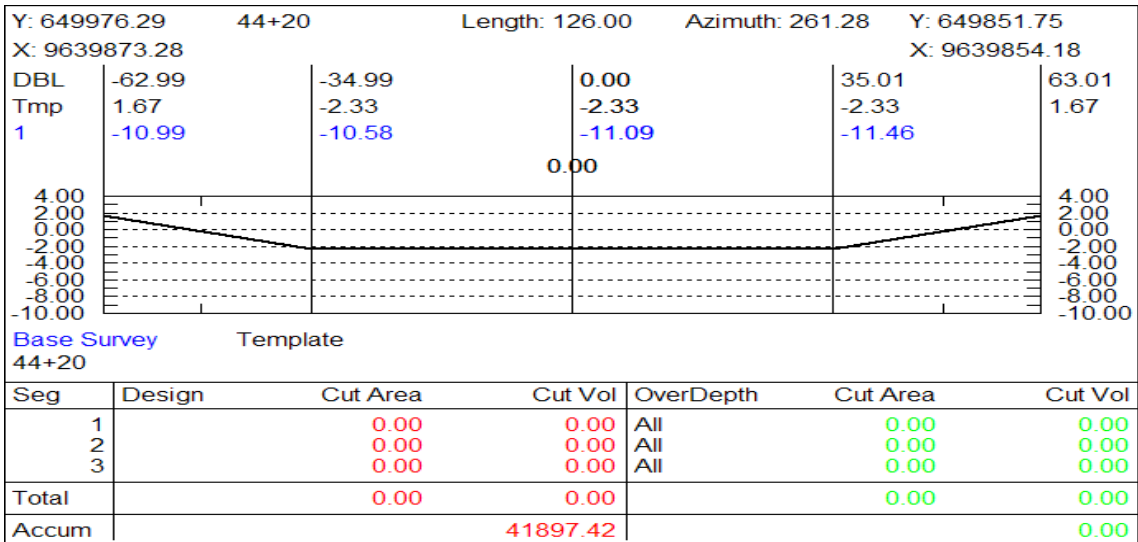 Y: 649976.29 44+20 Length: 126.00 Azimuth: 261.28 Y: 649851.75
X: 9639873.28 X: 9639854.18
DBL -62.99 -34.99 0.00 35.01 63.01
Tmp 1.67 -2.33 -2.33 -2.33 1.67
1 -10.99 -10.58 -11.09 -11.46
0.00
4.00 4.00
2.00 2.00
0.00 0.00
-2.00 -2.00
-4.00 -4.00
-6.00 -6.00
-8.00 -8.00
-10.00 -10.00
Base Survey Template
44+20
Seg Design Cut Area Cut Vol OverDepth Cut Area Cut Vol
1 0.00 0.00 All 0.00 0.00
2 0.00 0.00 All 0.00 0.00
3 0.00 0.00 All 0.00 0.00
Total 0.00 0.00 0.00 0.00
Accum 41897.42 0.00